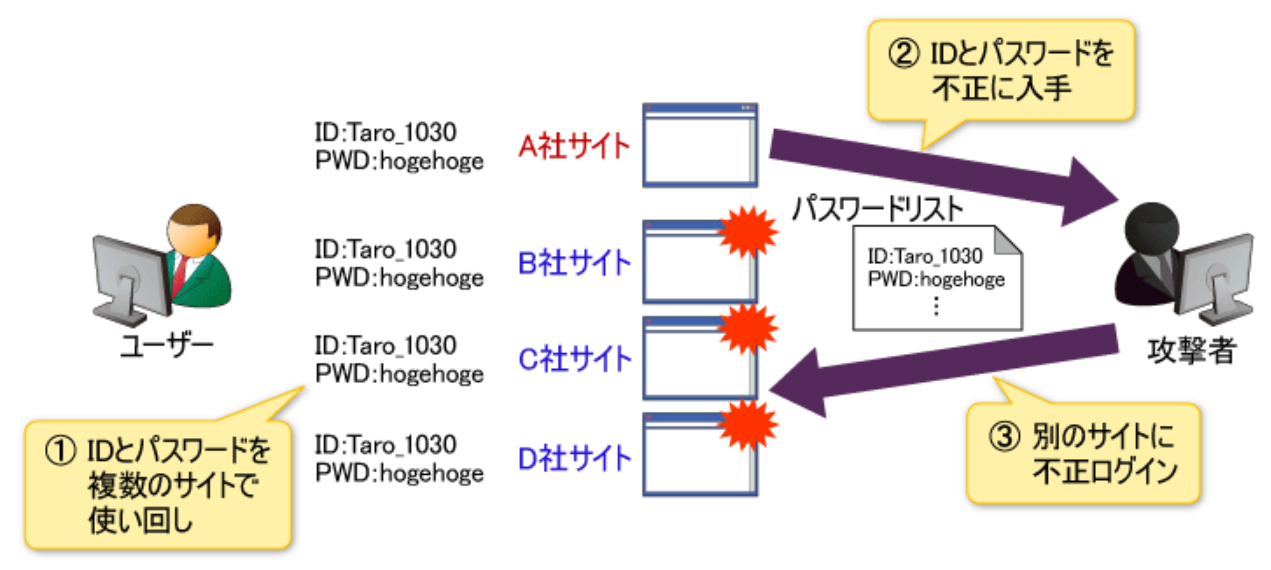 ② IDとパスワードを
不正に入手
ID:Taro_1030
PWD:hogehoge
A社サイト
パスワードリスト
ID:Taro_1030
PWD:hogehoge
⋮
ID:Taro_1030
PWD:hogehoge
B社サイト
ユーザー
ID:Taro_1030
PWD:hogehoge
C社サイト
攻撃者
① IDとパスワードを
複数のサイトで
使い回し
ID:Taro_1030
PWD:hogehoge
D社サイト
③ 別のサイトに
不正ログイン